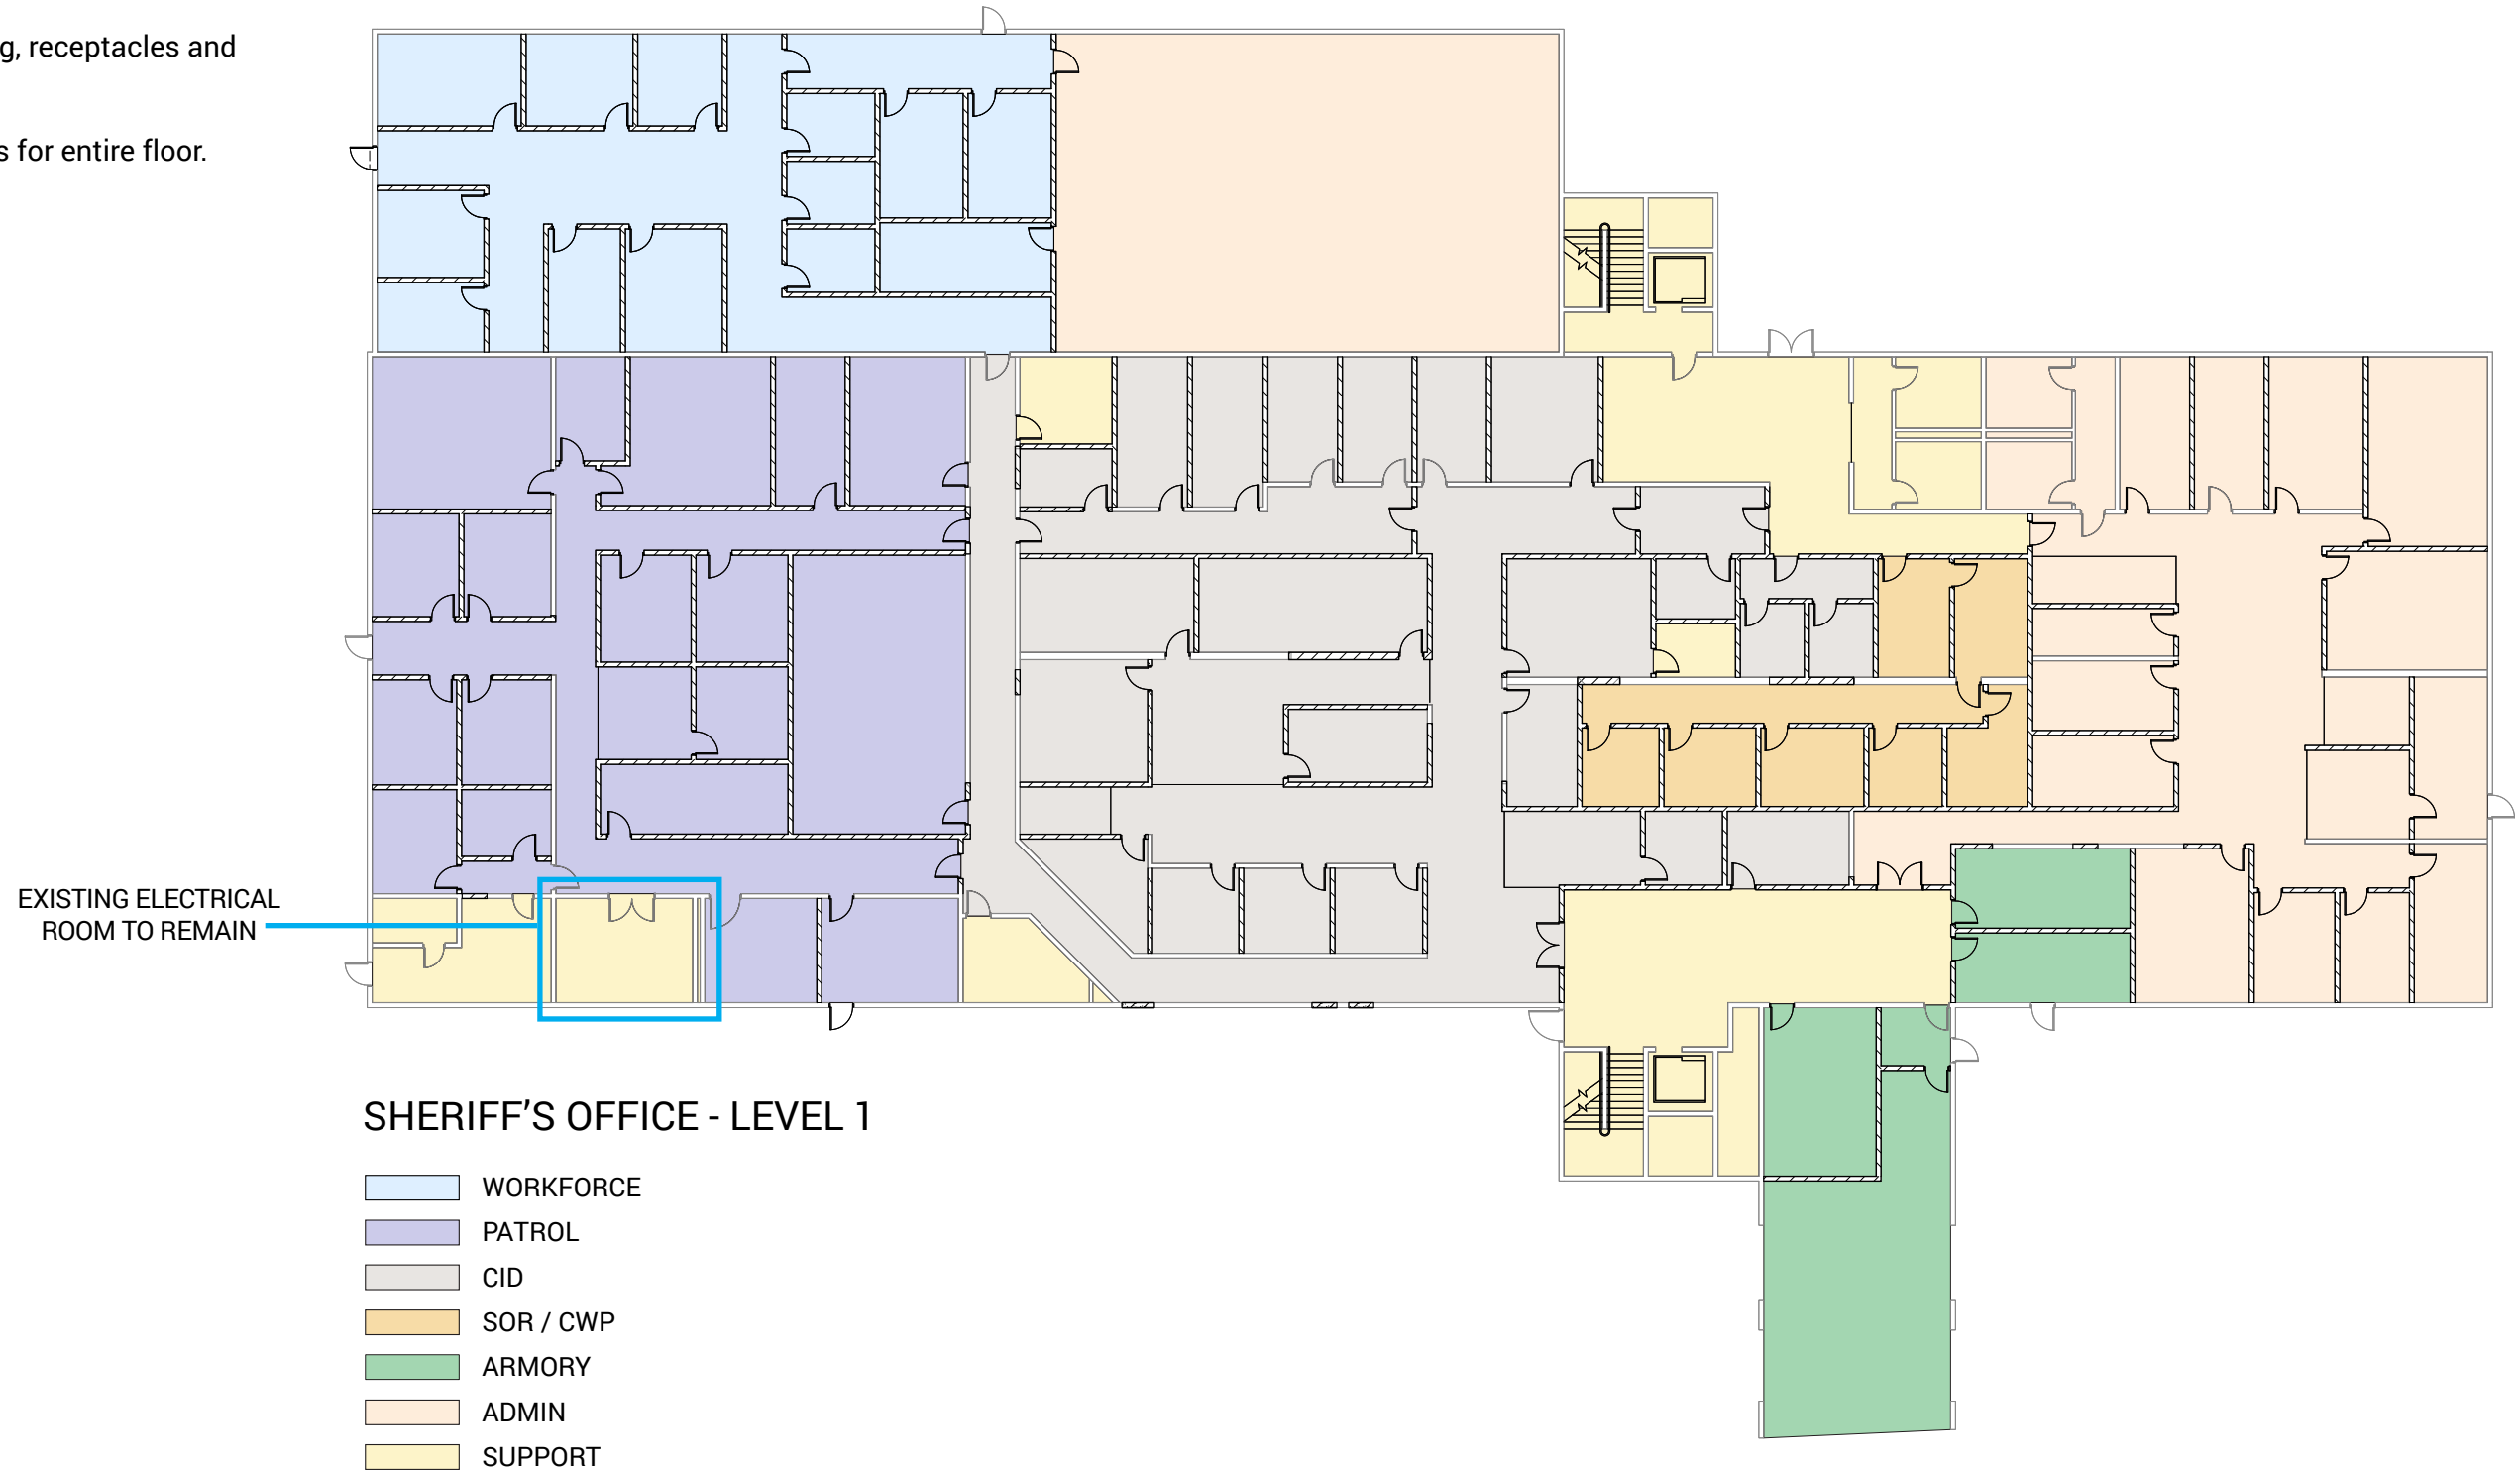 g, receptacles and
s for entire floor.
EXISTING ELECTRICAL
ROOM TO REMAIN
SHERIFF’S OFFICE - LEVEL 1
WORKFORCE
PATROL
CID
SOR / CWP
ARMORY
ADMIN
SUPPORT